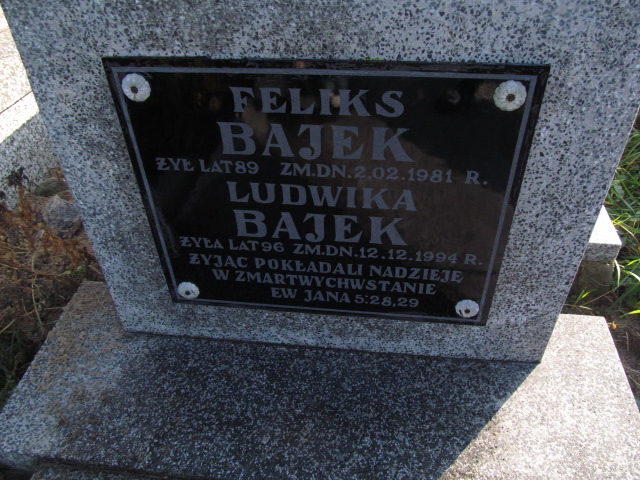 FELIKS
BAJEK
ŻYŁ LAT 89 ZM.DN.2.02.1981 R.
LUDWIKA
BAJEK
ŻYŁA LAT 96 ZM.DN.12.12.1994 R.
ŻYJĄC POKŁADALI NADZIEJĘ
W ZMARTWYCHWSTANIE
EW JANA 5:28,29